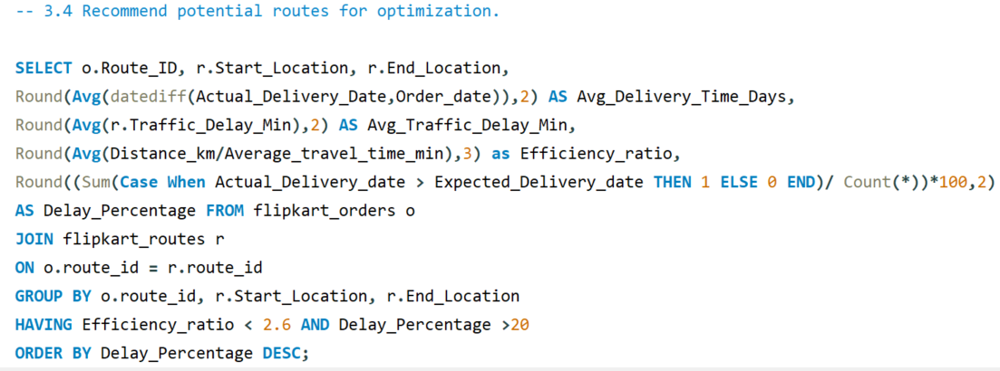 -- 3.4 Recommend potential routes for optimization.
SELECT o.Route_ID, r.Start_Location, r.End_Location,
Round(Avg(datediff(Actual_Delivery_Date,Order_date)),2) AS Avg_Delivery_Time_Days,
Round(Avg(r.Traffic_Delay_Min),2) AS Avg_Traffic_Delay_Min,
Round(Avg(Distance_km/Average_travel_time_min),3) as Efficiency_ratio,
Round((Sum(Case When Actual_Delivery_date > Expected_Delivery_date THEN 1 ELSE 0 END)/ Count(*))*100,2)
AS Delay_Percentage FROM flipkart_orders o
JOIN flipkart_routes r
ON o.route_id = r.route_id
GROUP BY o.route_id, r.Start_Location, r.End_Location
HAVING Efficiency_ratio < 2.6 AND Delay_Percentage >20
ORDER BY Delay_Percentage DESC;